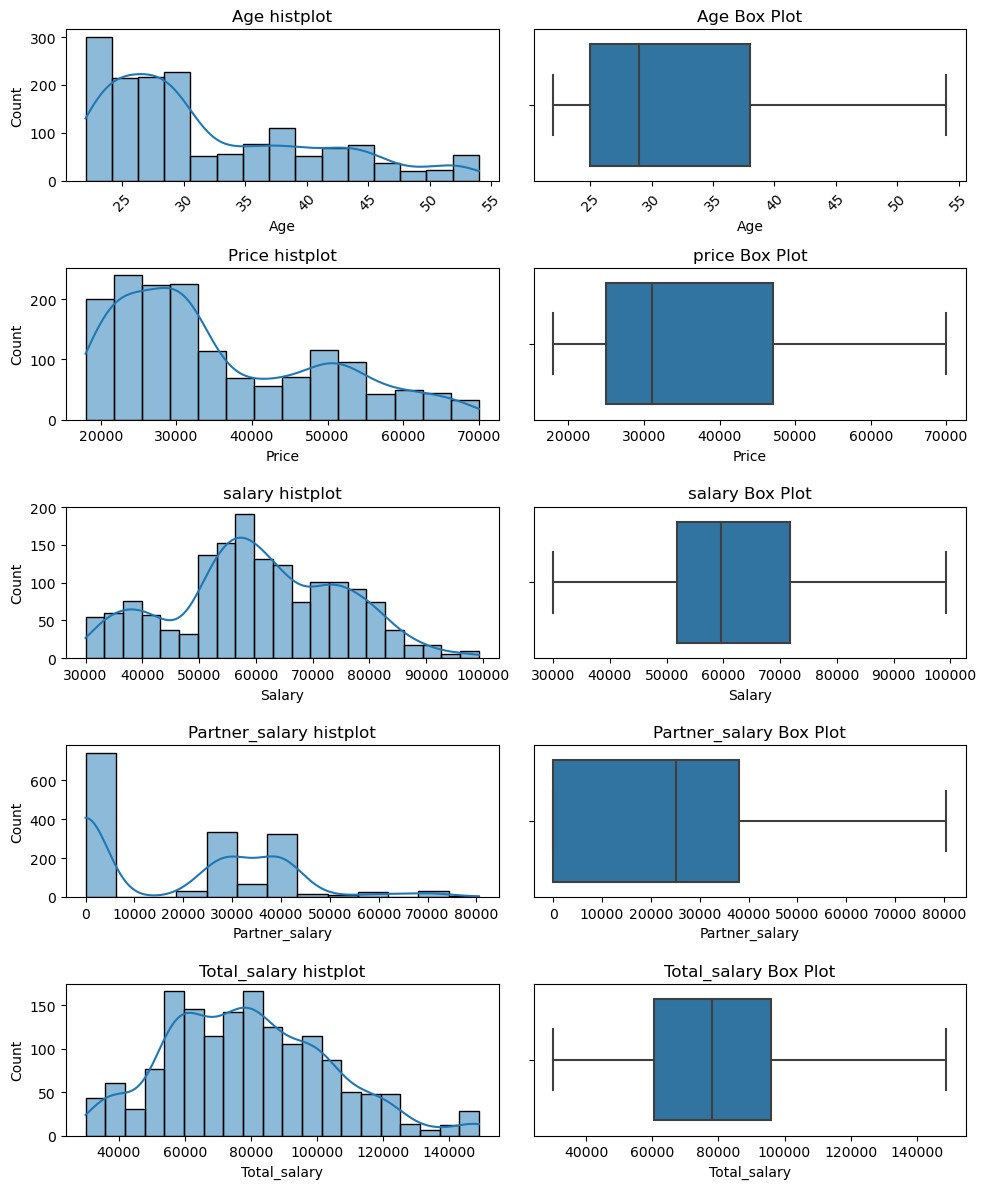 Age histplot
Age Box Plot
300
200
100
0
Count
25 30 35 40 45 50 55
Age
25 30 35 40 45 50 55
Age
Price histplot
price Box Plot
200
100
0
Count
20000 30000 40000 50000 60000 70000
Price
20000 30000 40000 50000 60000 70000
Price
salary histplot
salary Box Plot
200
150
100
50
0
Count
30000 40000 50000 60000 70000 80000 90000 100000
Salary
30000 40000 50000 60000 70000 80000 90000 100000
Salary
Partner_salary histplot
Partner_salary Box Plot
600
400
200
0
Count
0 10000 20000 30000 40000 50000 60000 70000 80000
Partner_salary
0 10000 20000 30000 40000 50000 60000 70000 80000
Partner_salary
Total_salary histplot
Total_salary Box Plot
150
100
50
0
Count
40000 60000 80000 100000 120000 140000
Total_salary
40000 60000 80000 100000 120000 140000
Total_salary